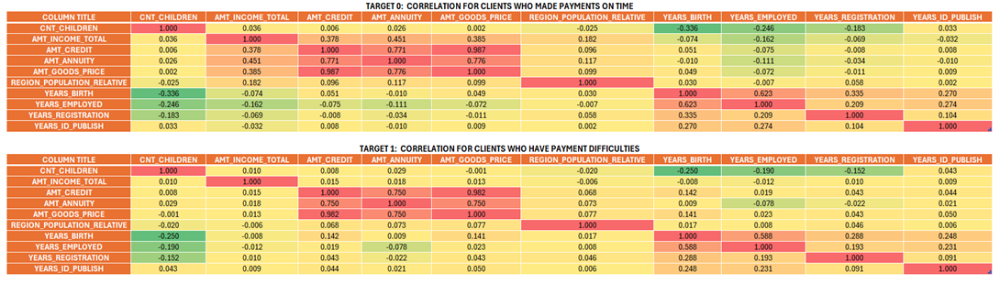 TARGET 0: CORRELATION FOR CLIENTS WHO MADE PAYMENTS ON TIME
COLUMN TITLE CNT_CHILDREN AMT_INCOME_TOTAL AMT_CREDIT AMT_ANNUITY AMT_GOODS_PRICE REGION_POPULATION_RELATIVE YEARS_BIRTH YEARS_EMPLOYED YEARS_REGISTRATION YEARS_ID_PUBLISH
CNT_CHILDREN 1.000 0.036 0.006 0.026 0.002 -0.025 -0.336 -0.246 -0.183 0.033
AMT_INCOME_TOTAL 0.036 1.000 0.378 0.451 0.385 0.182 -0.074 -0.162 -0.069 -0.032
AMT_CREDIT 0.006 0.378 1.000 0.771 0.987 0.096 0.051 -0.075 -0.008 0.008
AMT_ANNUITY 0.026 0.451 0.771 1.000 0.776 0.117 -0.010 -0.111 -0.034 -0.010
AMT_GOODS_PRICE 0.002 0.385 0.987 0.776 1.000 0.099 0.049 -0.072 -0.011 0.009
REGION_POPULATION_RELATIVE -0.025 0.182 0.096 0.117 0.099 1.000 0.030 -0.007 0.058 0.002
YEARS_BIRTH -0.336 -0.074 0.051 -0.010 0.049 0.030 1.000 0.623 0.335 0.270
YEARS_EMPLOYED -0.246 -0.162 -0.075 -0.111 -0.072 -0.007 0.623 1.000 0.209 0.274
YEARS_REGISTRATION -0.183 -0.069 -0.008 -0.034 -0.011 0.058 0.335 0.209 1.000 0.104
YEARS_ID_PUBLISH 0.033 -0.032 0.008 -0.010 0.009 0.002 0.270 0.274 0.104 1.000
TARGET 1: CORRELATION FOR CLIENTS WHO HAVE PAYMENT DIFFICULTIES
COLUMN TITLE CNT_CHILDREN AMT_INCOME_TOTAL AMT_CREDIT AMT_ANNUITY AMT_GOODS_PRICE REGION_POPULATION_RELATIVE YEARS_BIRTH YEARS_EMPLOYED YEARS_REGISTRATION YEARS_ID_PUBLISH
CNT_CHILDREN 1.000 0.010 0.008 0.029 -0.001 -0.020 -0.250 -0.190 -0.152 0.043
AMT_INCOME_TOTAL 0.010 1.000 0.015 0.018 0.013 -0.006 -0.008 -0.012 0.010 0.009
AMT_CREDIT 0.008 0.015 1.000 0.750 0.982 0.068 0.142 0.019 0.043 0.044
AMT_ANNUITY 0.029 0.018 0.750 1.000 0.750 0.073 0.009 -0.078 -0.022 0.021
AMT_GOODS_PRICE -0.001 0.013 0.982 0.750 1.000 0.077 0.141 0.023 0.043 0.050
REGION_POPULATION_RELATIVE -0.020 -0.006 0.068 0.073 0.077 1.000 0.017 0.008 0.046 0.006
YEARS_BIRTH -0.250 -0.008 0.142 0.009 0.141 0.017 1.000 0.588 0.288 0.248
YEARS_EMPLOYED -0.190 -0.012 0.019 -0.078 0.023 0.008 0.588 1.000 0.193 0.231
YEARS_REGISTRATION -0.152 0.010 0.043 -0.022 0.043 0.046 0.288 0.193 1.000 0.091
YEARS_ID_PUBLISH 0.043 0.009 0.044 0.021 0.050 0.006 0.248 0.231 0.091 1.000